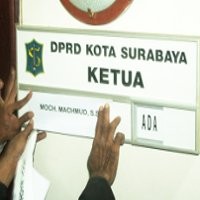 DPRD KOTA SURABAYA
KETUA
MOCH. MACHMUD, S.
ADA